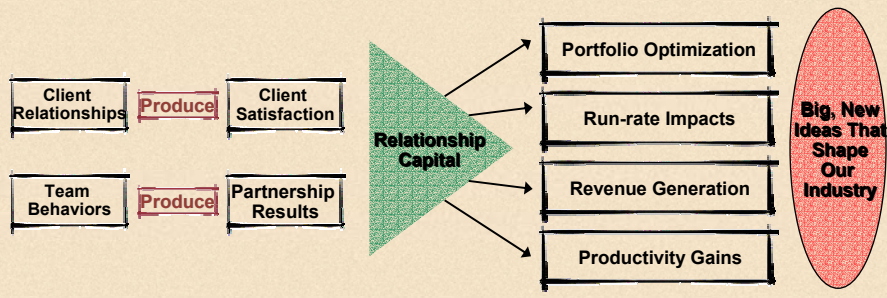 Client
Relationships
Produce
Client
Satisfaction
Team
Behaviors
Produce
Partnership
Results
Relationship
Capital
Portfolio Optimization
Run-rate Impacts
Revenue Generation
Productivity Gains
Big, New
Ideas That
Shape
Our
Industry